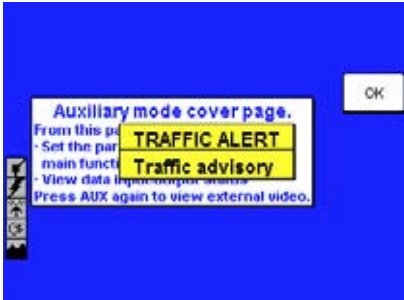 OK
Auxiliary mode cover page.
From this pa
TRAFFIC ALERT
- Set the par
main functi
Traffic advisory
- View data input-output status
Press AUX again to view external video.